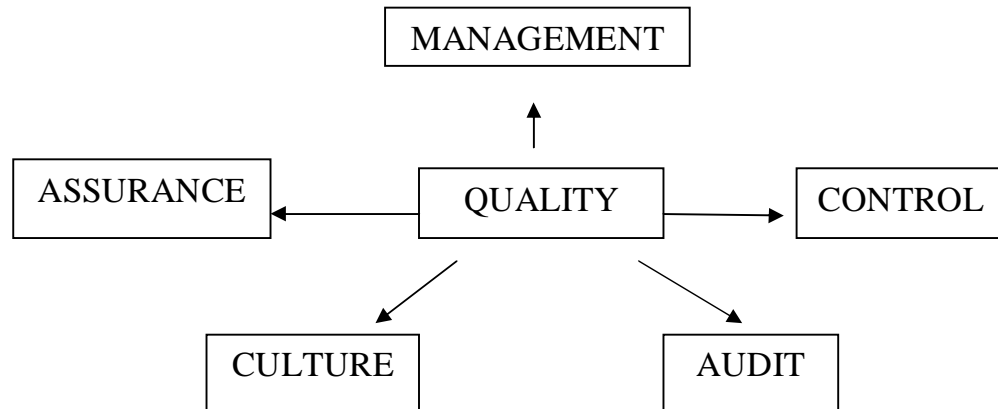 MANAGEMENT
ASSURANCE
QUALITY
CONTROL
CULTURE
AUDIT